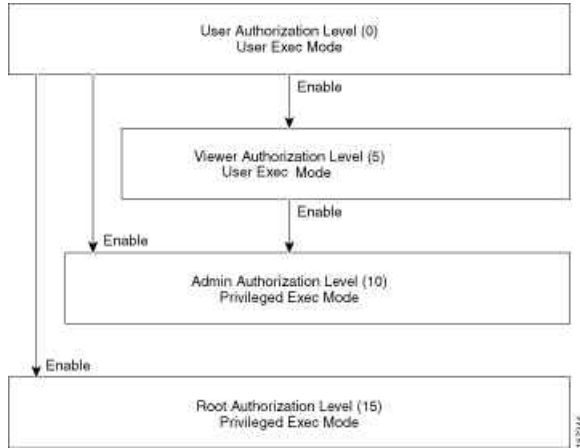 User Authorization Level (0)
User Exec Mode
Enable
Viewer Authorization Level (5)
User Exec Mode
Enable
Enable
Admin Authorization Level (10)
Privileged Exec Mode
Enable
Root Authorization Level (15)
Privileged Exec Mode